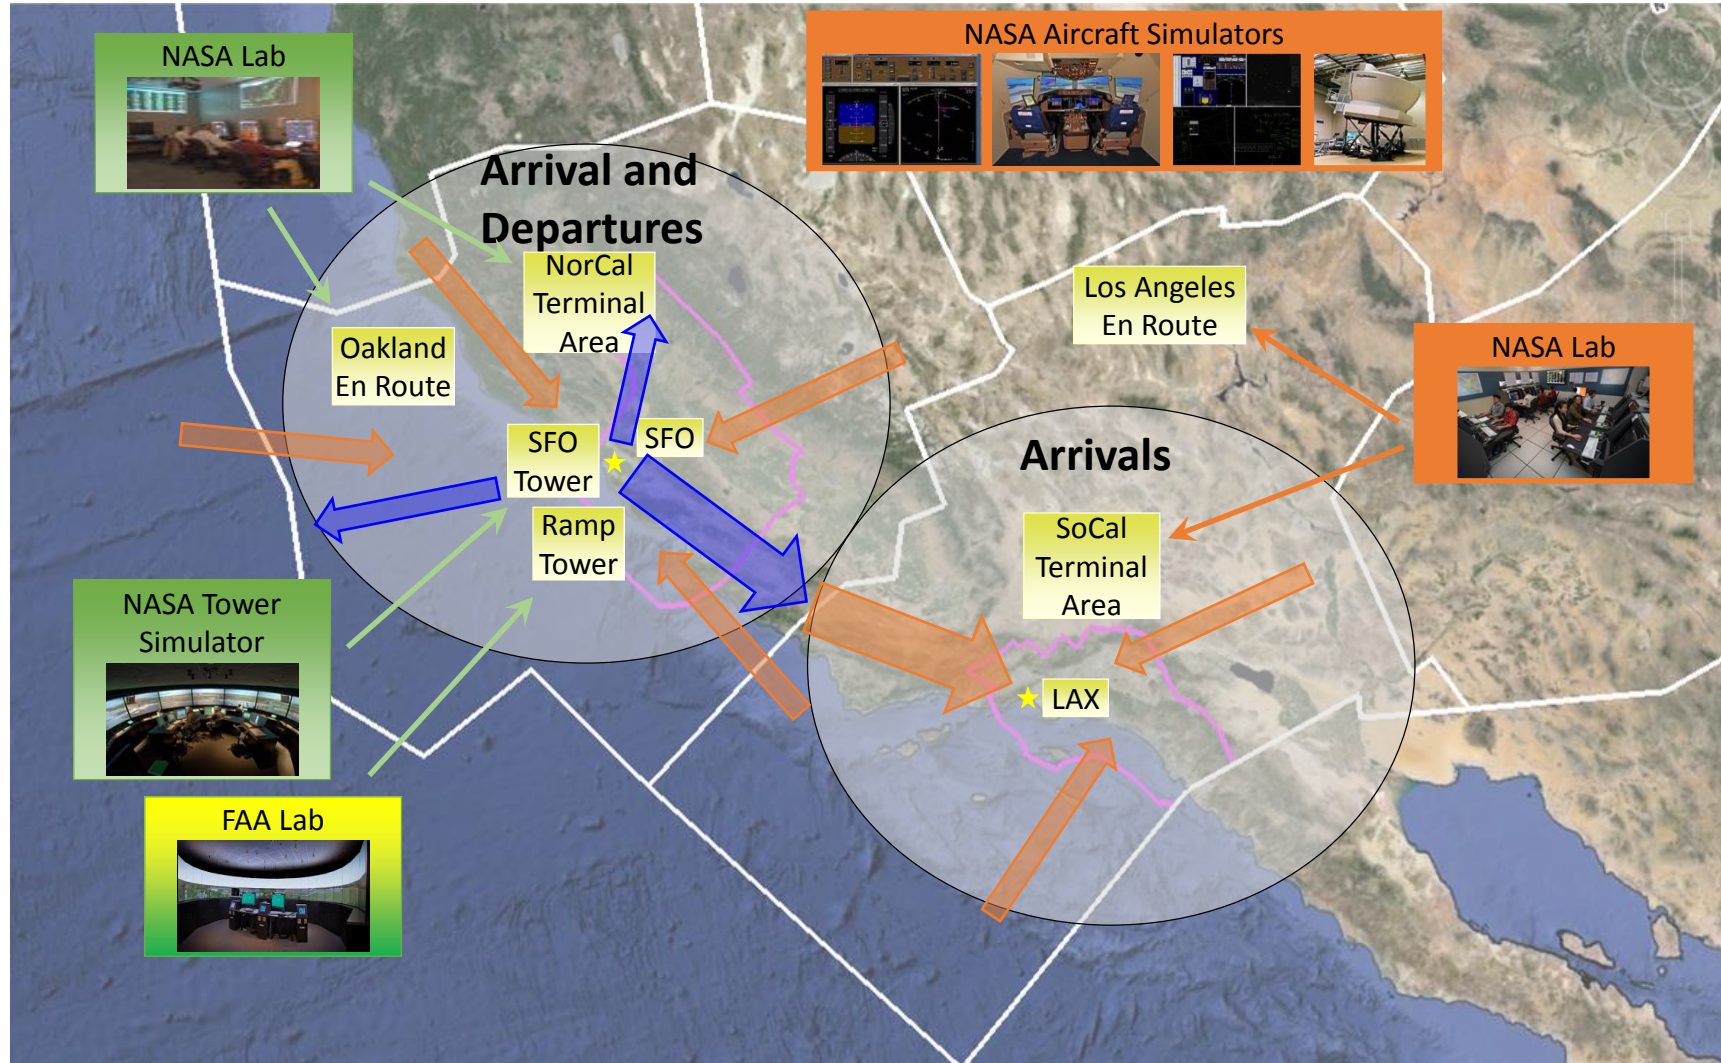 NASA Lab
NASA Aircraft Simulators
Arrival and
Departures
NorCal
Terminal
Area
Los Angeles
En Route
Oakland
En Route
NASA Lab
SFO
Tower
SFO
Arrivals
Ramp
Tower
SoCal
Terminal
Area
NASA Tower
Simulator
LAX
FAA Lab